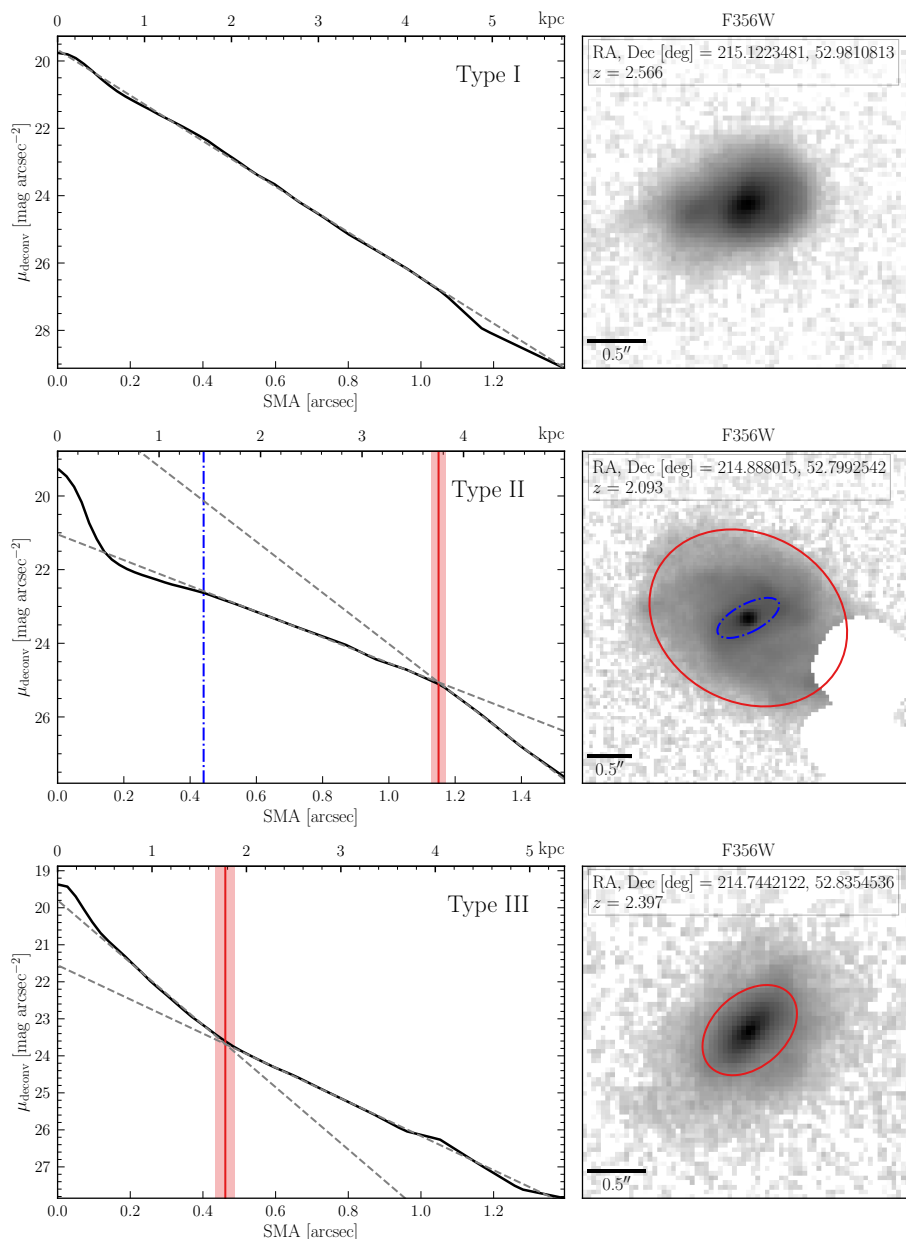 0 1 2 3 4 5 kpc
20
22
24
26
28
μdeconv [mag arcsec−2]
Type I
0.0 0.2 0.4 0.6 0.8 1.0 1.2
SMA [arcsec]
F356W
RA, Dec [deg] = 215.1223481, 52.9810813
z = 2.566
0.5″
0 1 2 3 4 kpc
20
22
24
26
μdeconv [mag arcsec−2]
Type II
0.0 0.2 0.4 0.6 0.8 1.0 1.2 1.4
SMA [arcsec]
F356W
RA, Dec [deg] = 214.888015, 52.7992542
z = 2.093
0.5″
0 1 2 3 4 5 kpc
19
20
21
22
23
24
25
26
27
μdeconv [mag arcsec−2]
Type III
0.0 0.2 0.4 0.6 0.8 1.0 1.2
SMA [arcsec]
F356W
RA, Dec [deg] = 214.7442122, 52.8354536
z = 2.397
0.5″